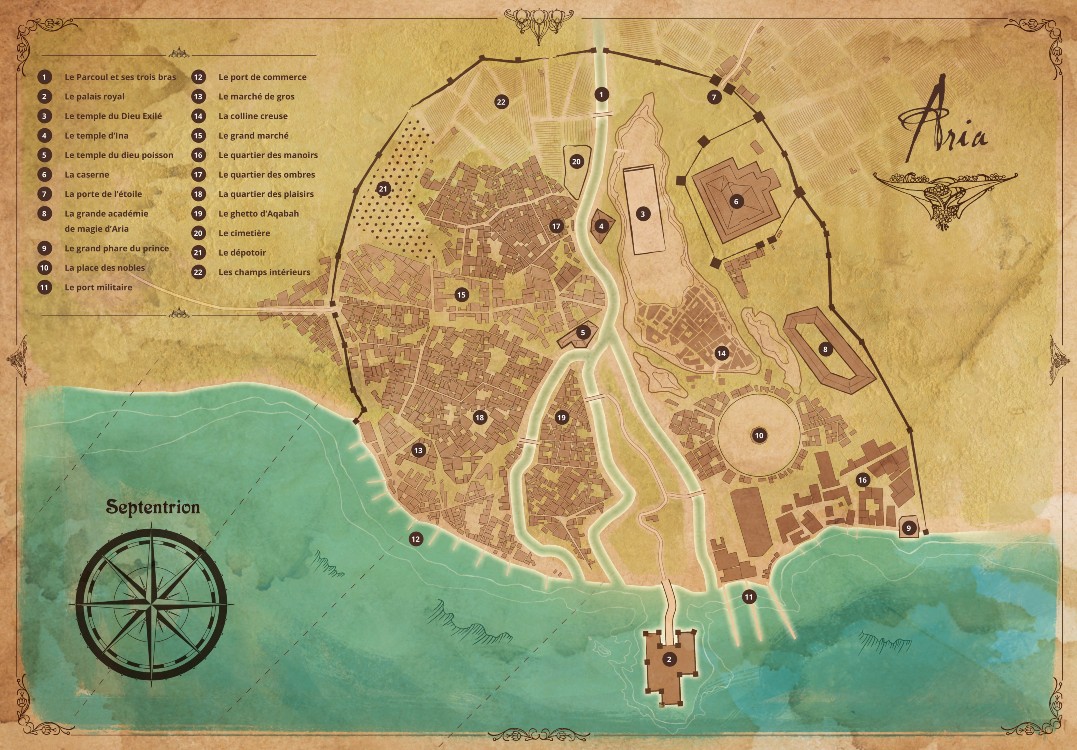 Aria
1 Le Parcoul et ses trois bras
2 Le palais royal
3 Le temple du Dieu Exilé
4 Le temple d'Ina
5 Le temple du dieu poisson
6 La caserne
7 La porte de l'étoile
8 La grande académie
de magie d'Aria
9 Le grand phare du prince
10 La place des nobles
11 Le port militaire
12 Le port de commerce
13 Le marché de gros
14 La colline creuse
15 Le grand marché
16 Le quartier des manoirs
17 Le quartier des ombres
18 La quartier des plaisirs
19 Le ghetto d'Aqabah
20 Le cimetière
21 Le dépotoir
22 Les champs intérieurs
1
22
7
20
21
6
3
17
4
15
5
8
14
18
19
10
13
16
9
12
11
2
Septentrion